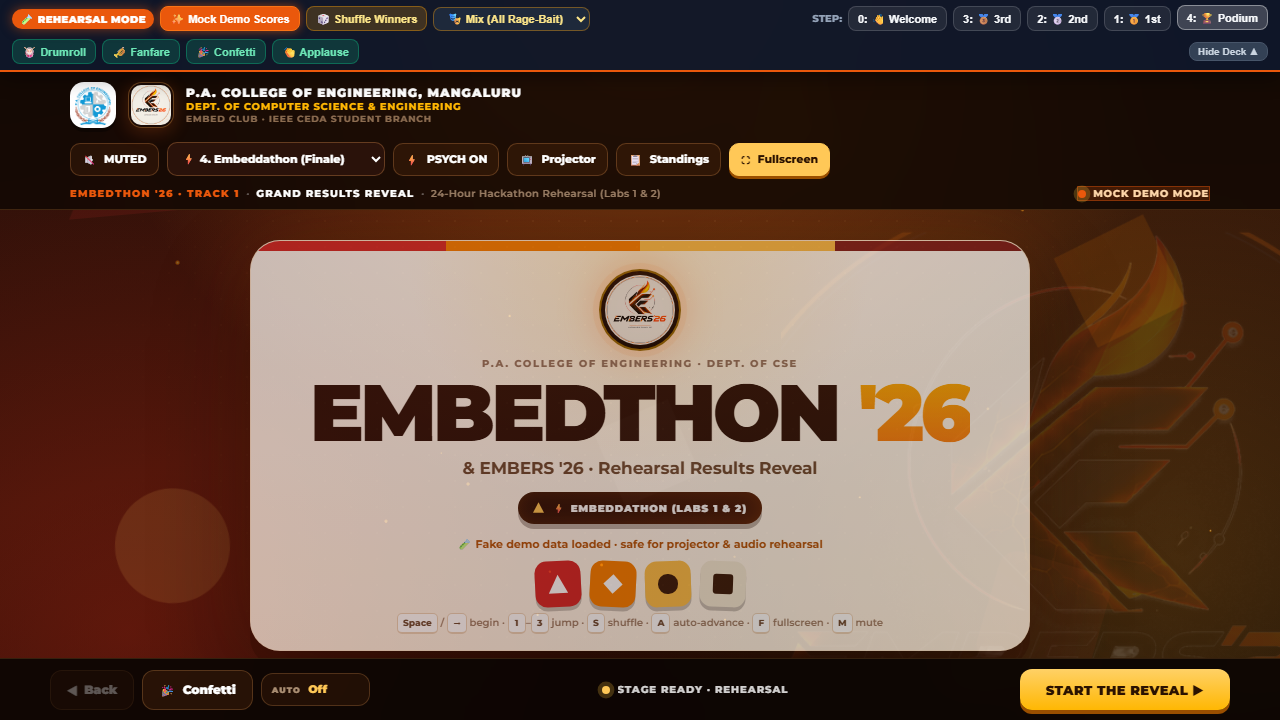 REHEARSAL MODE
Mock Demo Scores
Shuffle Winners
Mix (All Rage-Bait)
STEP:
0: Welcome
3: 3rd
2: 2nd
1: 1st
4: Podium
Drumroll
Fanfare
Confetti
Applause
Hide Deck ▲
P.A. COLLEGE OF ENGINEERING, MANGALURU
DEPT. OF COMPUTER SCIENCE & ENGINEERING
EMBED CLUB · IEEE CEDA STUDENT BRANCH
MUTED
4. Embeddathon (Finale)
PSYCH ON
Projector
Standings
Fullscreen
EMBEDTHON '26 · TRACK 1 · GRAND RESULTS REVEAL · 24-Hour Hackathon Rehearsal (Labs 1 & 2)
MOCK DEMO MODE
EMBERS'26
P.A. COLLEGE OF ENGINEERING · DEPT. OF CSE
EMBEDTHON '26
& EMBERS '26 · Rehearsal Results Reveal
EMBEDDATHON (LABS 1 & 2)
Fake demo data loaded · safe for projector & audio rehearsal
Space / → begin · 1 – 3 jump · S shuffle · A auto-advance · F fullscreen · M mute
◀ Back
Confetti
AUTO Off
STAGE READY · REHEARSAL
START THE REVEAL ▶